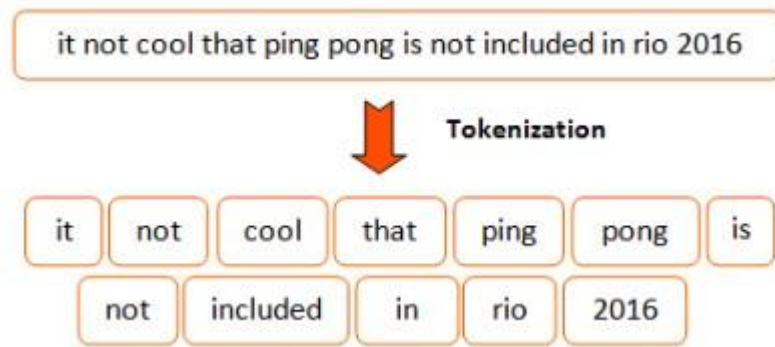 it not cool that ping pong is not included in rio 2016
Tokenization
it not cool that ping pong is
not included in rio 2016